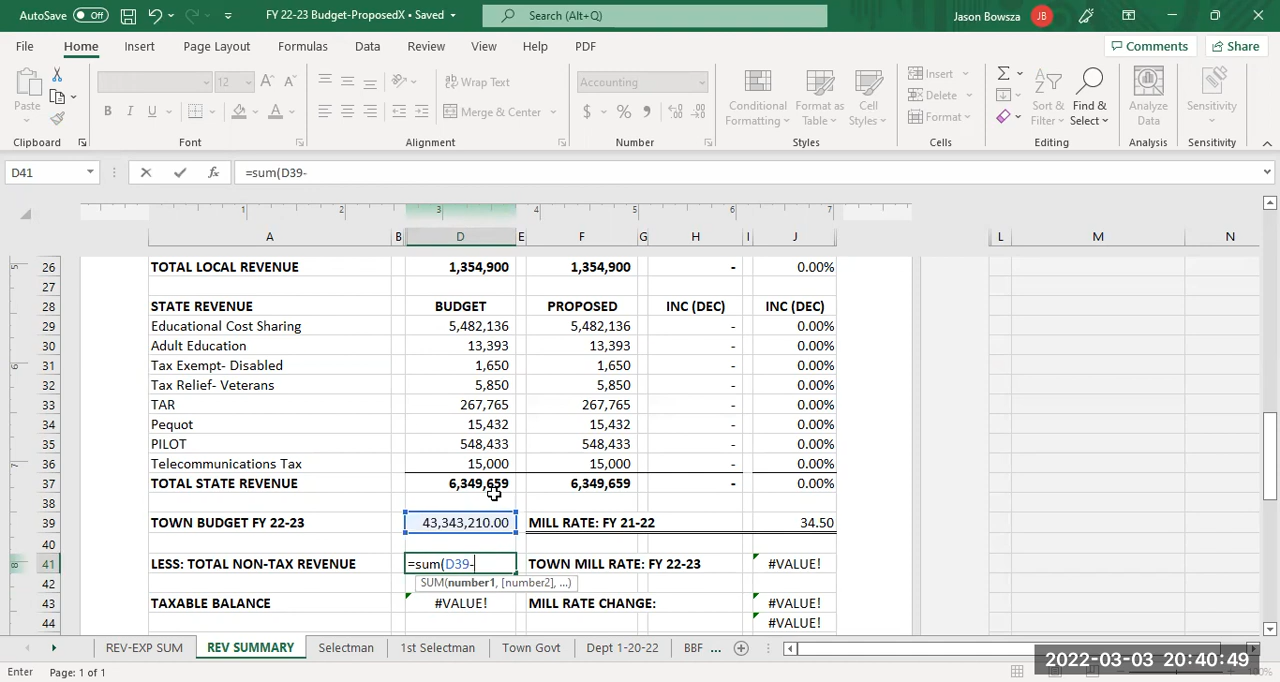 AutoSave Off FY 22-23 Budget-ProposedX • Saved Search (Alt+Q) Jason Bowsza JB
File Home Insert Page Layout Formulas Data Review View Help PDF Comments Share
Paste 12 A A Wrap Text Accounting Conditional Formatting Format as Table Cell Styles Insert Sort & Filter Find & Select Analyze Data Sensitivity
B I U A Merge & Center $ % , Delete
Format
Clipboard Font Alignment Number Styles Cells Editing Analysis Sensitivity
D41 fx =sum(D39-
1 2 3 4 5 6 7
A B D E F G H I J L M N
26 TOTAL LOCAL REVENUE 1,354,900 1,354,900 - 0.00%
27
28 STATE REVENUE BUDGET PROPOSED INC (DEC) INC (DEC)
29 Educational Cost Sharing 5,482,136 5,482,136 - 0.00%
30 Adult Education 13,393 13,393 - 0.00%
31 Tax Exempt- Disabled 1,650 1,650 - 0.00%
32 Tax Relief- Veterans 5,850 5,850 - 0.00%
33 TAR 267,765 267,765 - 0.00%
34 Pequot 15,432 15,432 - 0.00%
35 PILOT 548,433 548,433 - 0.00%
36 Telecommunications Tax 15,000 15,000 - 0.00%
37 TOTAL STATE REVENUE 6,349,659 6,349,659 - 0.00%
38
39 TOWN BUDGET FY 22-23 43,343,210.00 MILL RATE: FY 21-22 34.50
40
41 LESS: TOTAL NON-TAX REVENUE =sum(D39- TOWN MILL RATE: FY 22-23 #VALUE!
42 SUM(number1, [number2], ...)
43 TAXABLE BALANCE #VALUE! MILL RATE CHANGE: #VALUE!
44 #VALUE!
REV-EXP SUM REV SUMMARY Selectman 1st Selectman Town Govt Dept 1-20-22 BBF ...
Enter Page: 1 of 1 2022-03-03 20:40:49